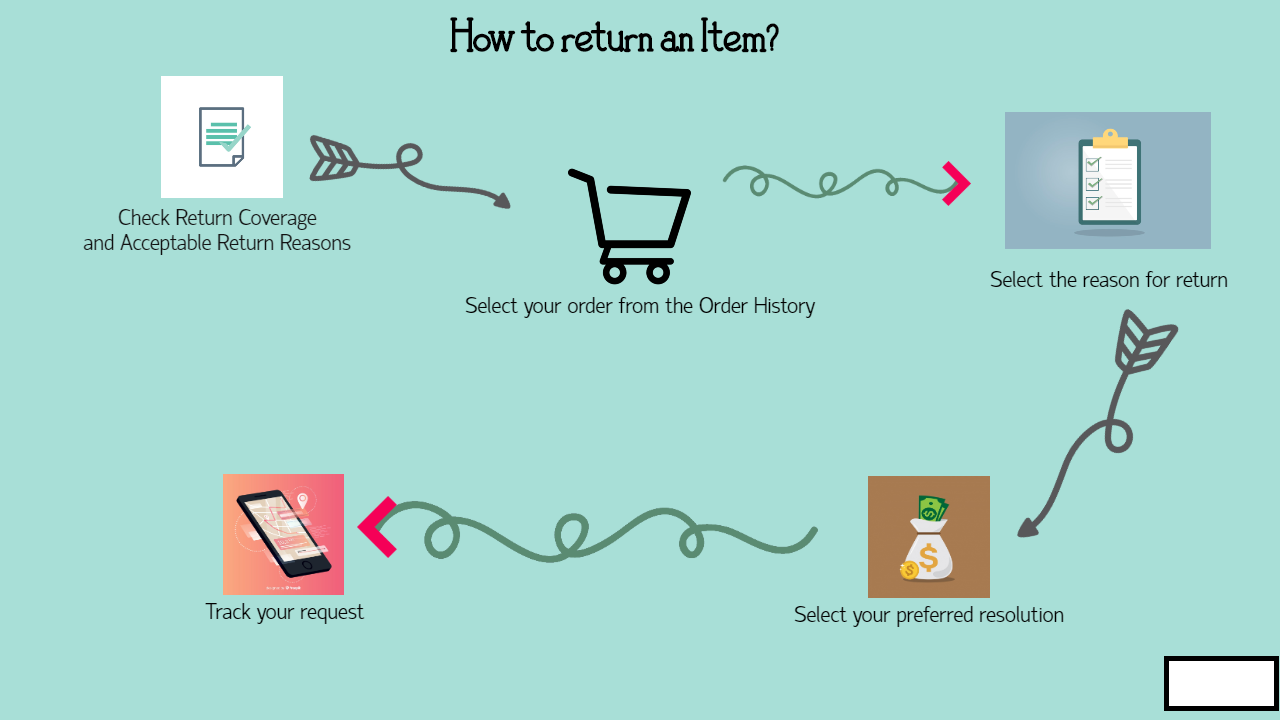 How to return an Item?
Check Return Coverage
and Acceptable Return Reasons
Select your order from the Order History
Select the reason for return
Select your preferred resolution
Track your request